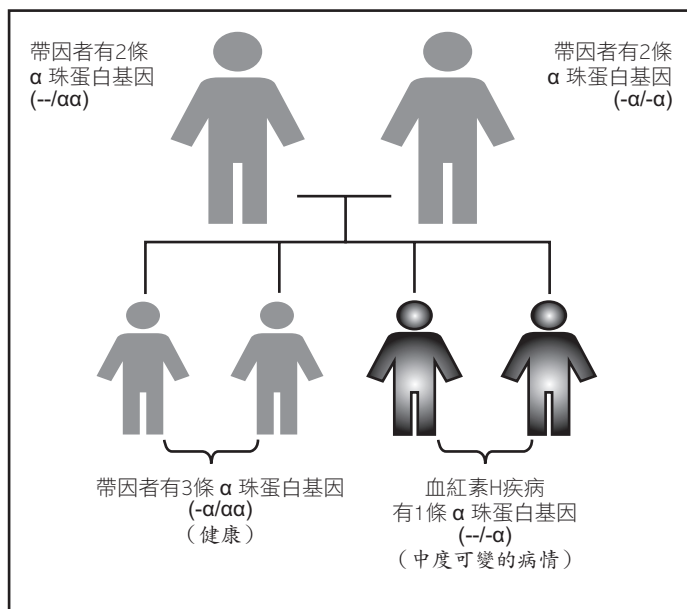 帶因者有2條
α 珠蛋白基因
(--/αα)
帶因者有2條
α 珠蛋白基因
(-α/-α)
帶因者有3條 α 珠蛋白基因
(-α/αα)
（健康）
血紅素H疾病
有1條 α 珠蛋白基因
(--/-α)
（中度可變的病情）